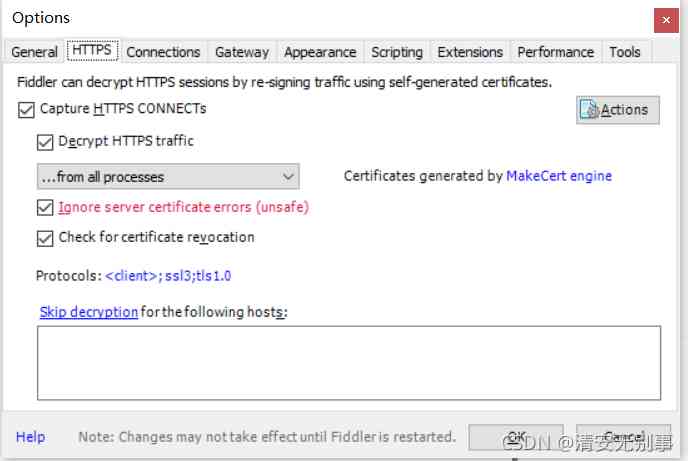 Options
General HTTPS Connections Gateway Appearance Scripting Extensions Performance Tools
Fiddler can decrypt HTTPS sessions by re-signing traffic using self-generated certificates.
Capture HTTPS CONNECTs
Actions
Decrypt HTTPS traffic
...from all processes
Certificates generated by MakeCert engine
Ignore server certificate errors (unsafe)
Check for certificate revocation
Protocols: <client>;ssl3;tls1.0
Skip decryption for the following hosts:
Help
Note: Changes may not take effect until Fiddler is restarted.
OK
Cancel
CSDN @清安无别事